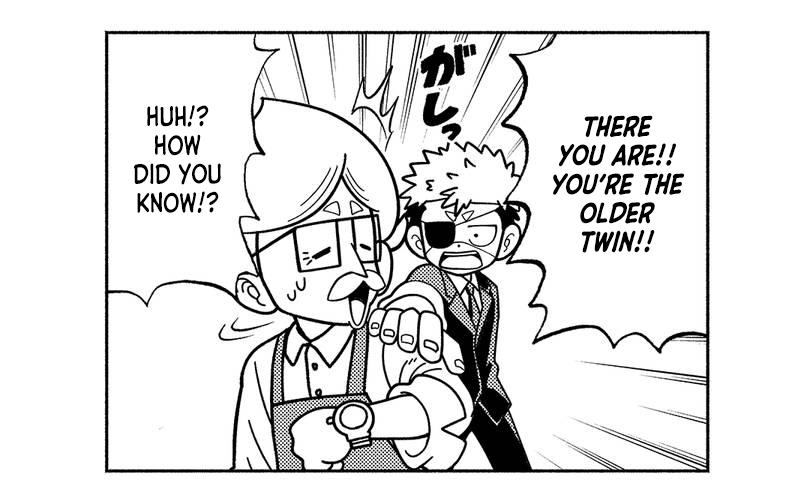 THERE
YOU ARE!!
YOU'RE THE
OLDER
TWIN!!
がしっ
HUH!?
HOW
DID YOU
KNOW!?